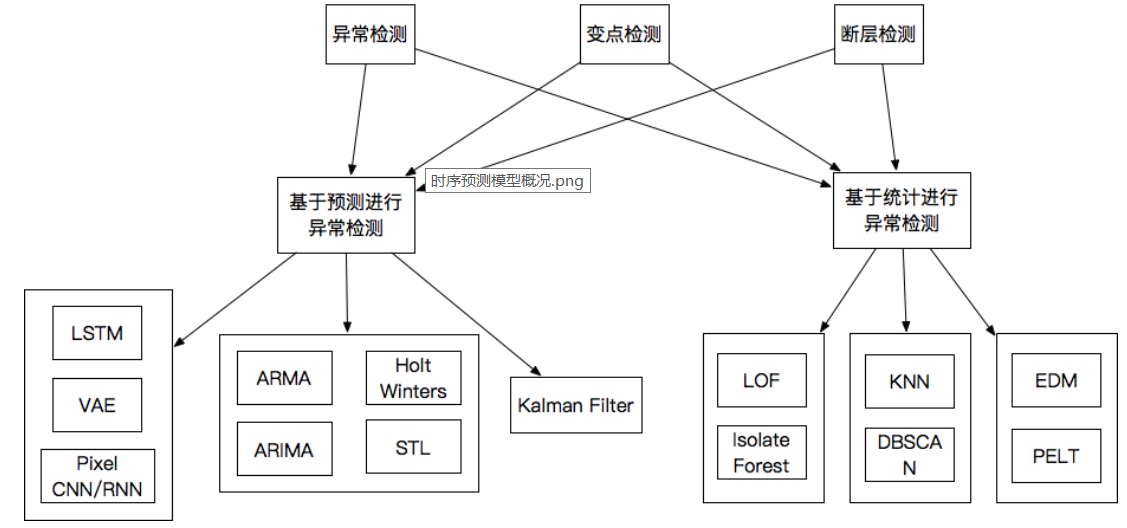 异常检测
变点检测
断层检测
时序预测模型概况.png
基于预测进行
异常检测
基于统计进行
异常检测
LSTM
VAE
Pixel
CNN/RNN
ARMA
Holt
Winters
ARIMA
STL
Kalman Filter
LOF
Isolate
Forest
KNN
DBSCA
N
EDM
PELT